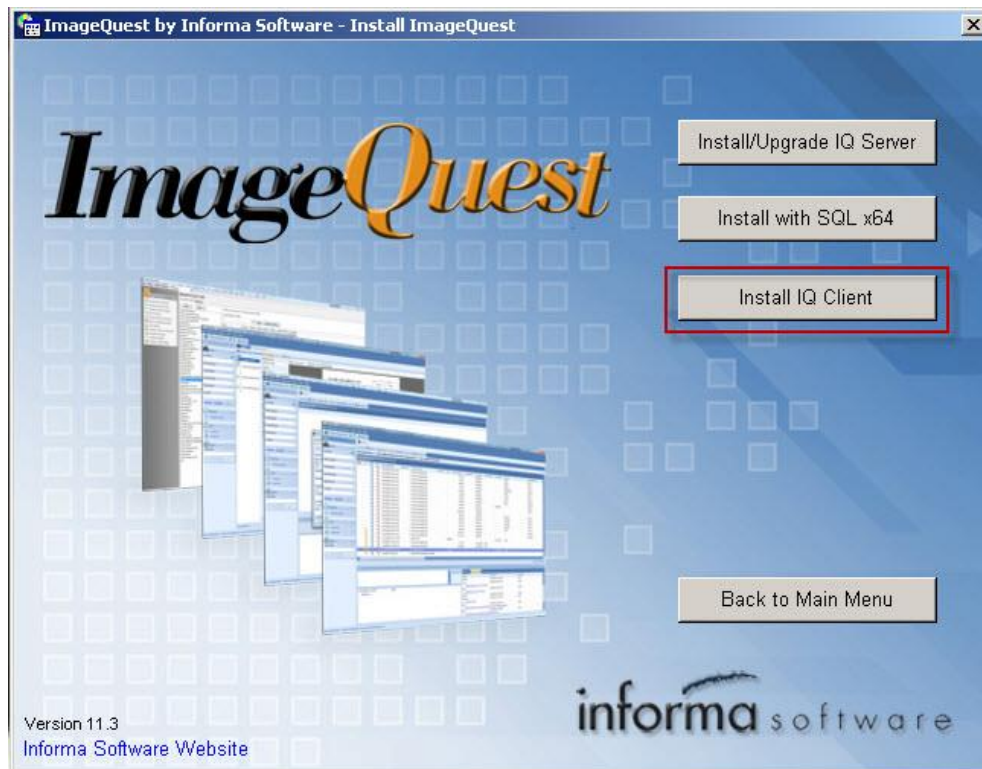 ImageQuest by Informa Software - Install ImageQuest
ImageQuest
Install/Upgrade IQ Server
Install with SQL x64
Install IQ Client
Back to Main Menu
informa software
Version 11.3
Informa Software Website